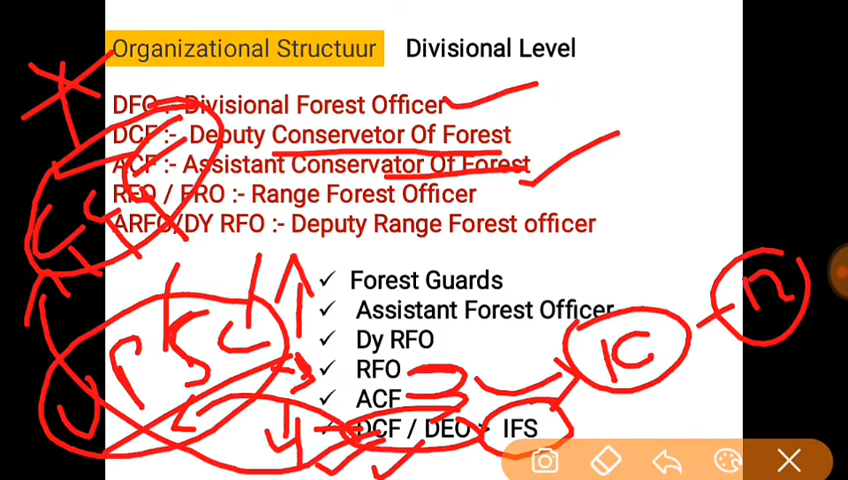 Organizational Structuur Divisional Level
DFO :- Divisional Forest Officer
DCF :- Deputy Conservetor Of Forest
ACF :- Assistant Conservator Of Forest
RFO / FRO :- Range Forest Officer
ARFO/DY RFO :- Deputy Range Forest officer
✓ Forest Guards
✓ Assistant Forest Officer
✓ Dy RFO
✓ RFO
✓ ACF
DCF / DEO > IFS